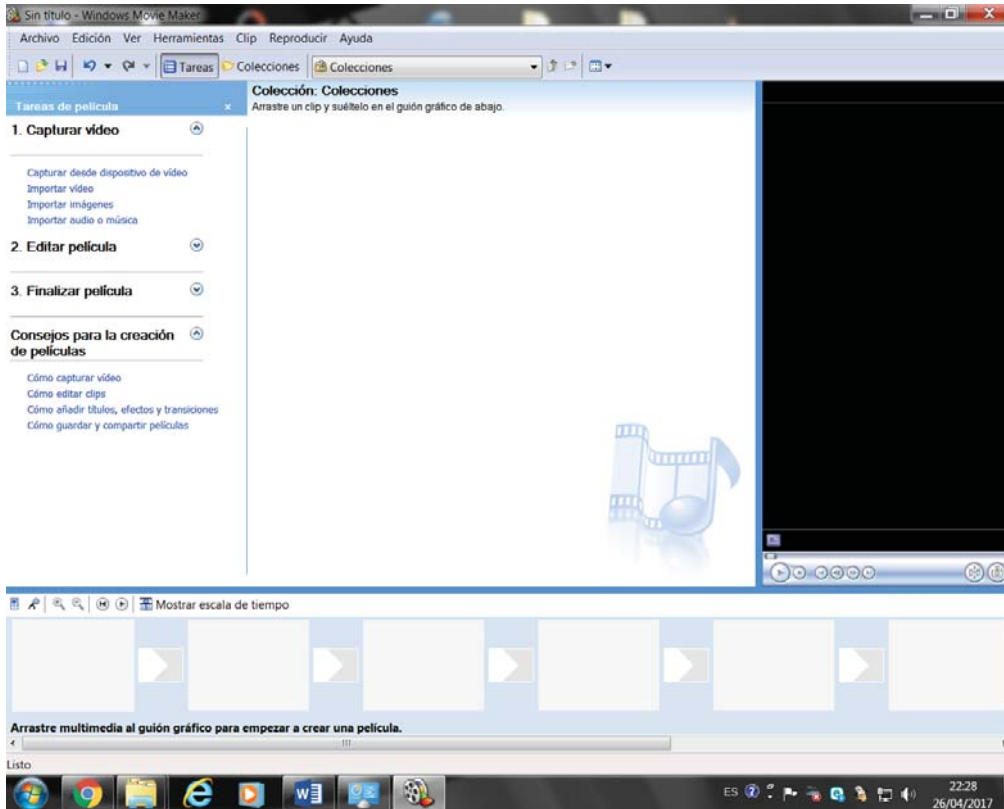 Sin título - Windows Movie Maker
Archivo Edición Ver Herramientas Clip Reproducir Ayuda
Tareas Colecciones Colecciones
Tareas de película x
Colección: Colecciones
Arrastre un clip y suéltelo en el guión gráfico de abajo.
1. Capturar vídeo
Capturar desde dispositivo de vídeo
Importar vídeo
Importar imágenes
Importar audio o música
2. Editar película
3. Finalizar película
Consejos para la creación
de películas
Cómo capturar vídeo
Cómo editar clips
Cómo añadir títulos, efectos y transiciones
Cómo guardar y compartir películas
Mostrar escala de tiempo
Arrastre multimedia al guión gráfico para empezar a crear una película.
Listo
ES 22:28